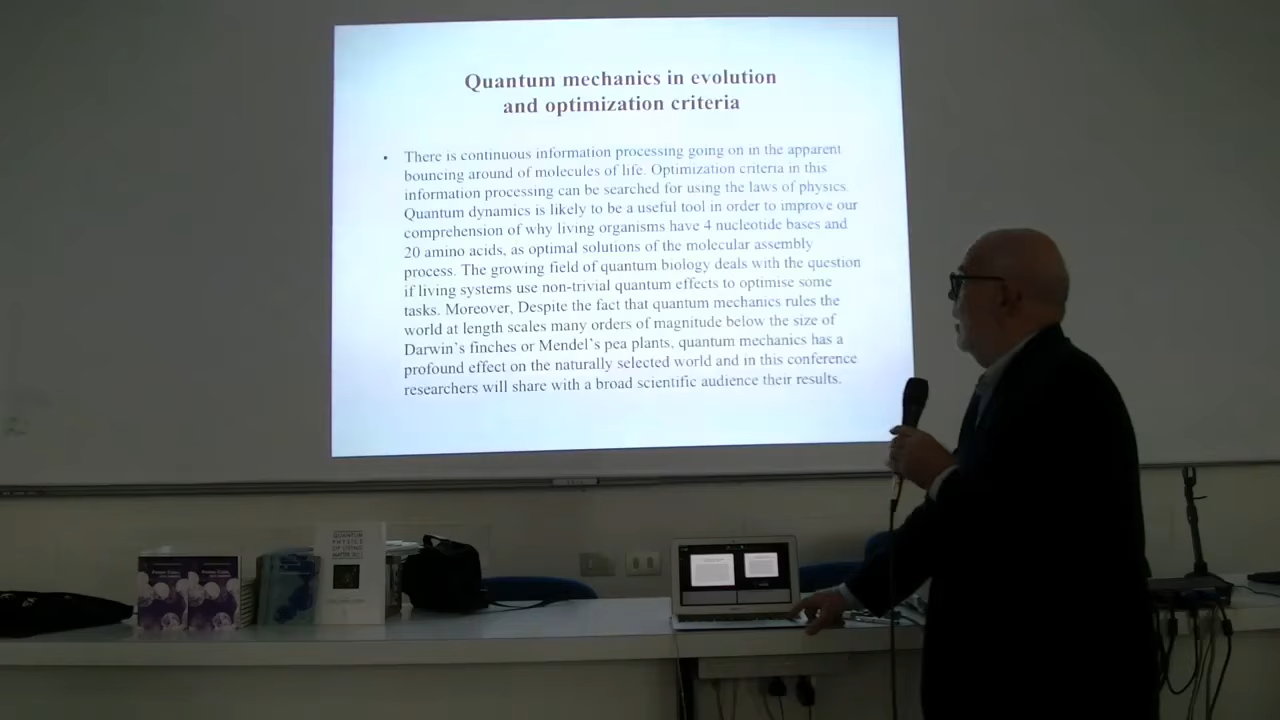 Quantum mechanics in evolution
and optimization criteria
• There is continuous information processing going on in the apparent
bouncing around of molecules of life. Optimization criteria in this
information processing can be searched for using the laws of physics.
Quantum dynamics is likely to be a useful tool in order to improve our
comprehension of why living organisms have 4 nucleotide bases and
20 amino acids, as optimal solutions of the molecular assembly
process. The growing field of quantum biology deals with the question
if living systems use non-trivial quantum effects to optimise some
tasks. Moreover, Despite the fact that quantum mechanics rules the
world at length scales many orders of magnitude below the size of
Darwin's finches or Mendel's pea plants, quantum mechanics has a
profound effect on the naturally selected world and in this conference
researchers will share with a broad scientific audience their results.
QUANTUM
PHYSICS
OF LIVING
MATTER